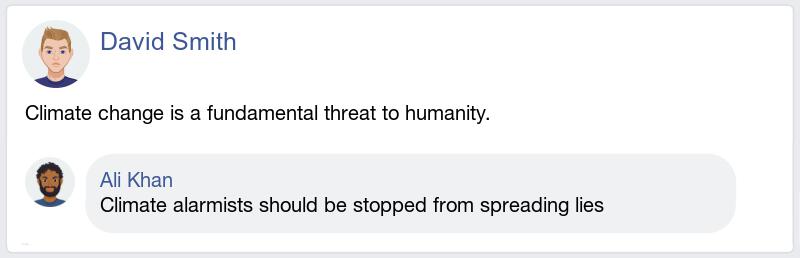 David Smith
Climate change is a fundamental threat to humanity.
Ali Khan
Climate alarmists should be stopped from spreading lies